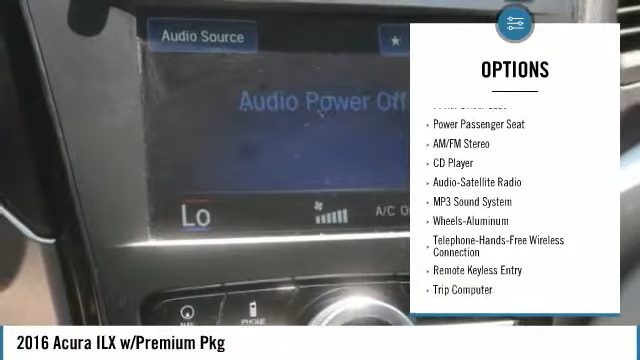 Audio Source
★
Audio Power Off
Lo
A/C
PHONE
OPTIONS
Power Passenger Seat
AM/FM Stereo
CD Player
Audio-Satellite Radio
MP3 Sound System
Wheels-Aluminum
Telephone-Hands-Free Wireless
Connection
Remote Keyless Entry
Trip Computer
2016 Acura ILX w/Premium Pkg